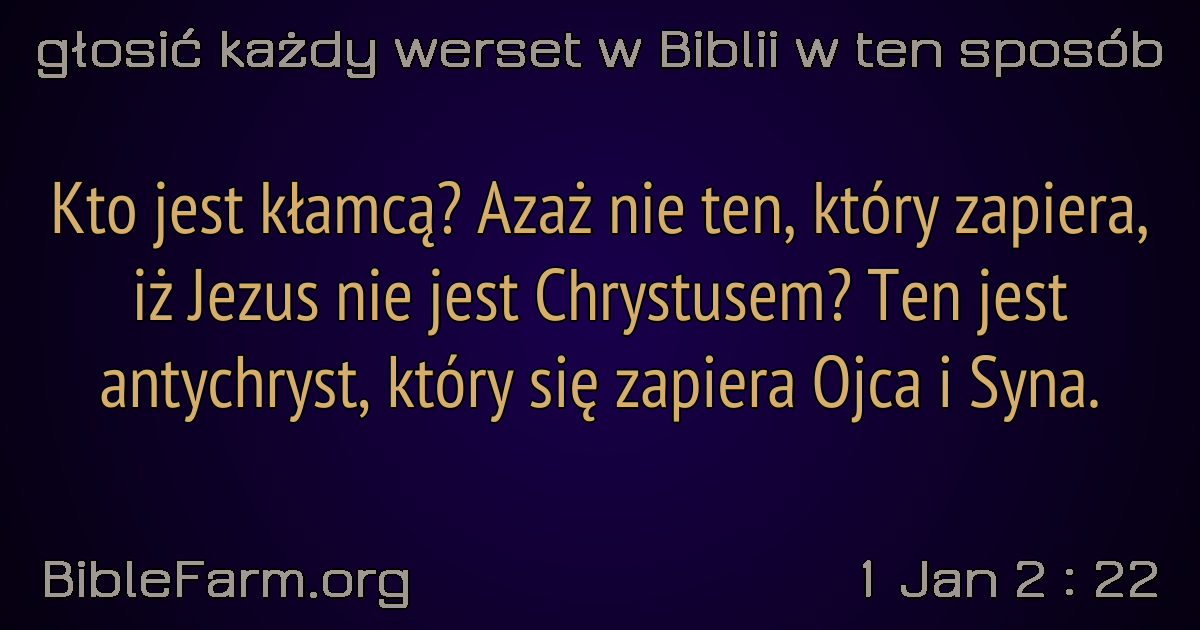 głosić każdy werset w Biblii w ten sposób
Kto jest kłamcą? Azaż nie ten, który zapiera,
iż Jezus nie jest Chrystusem? Ten jest
antychryst, który się zapiera Ojca i Syna.
BibleFarm.org
1 Jan 2 : 22